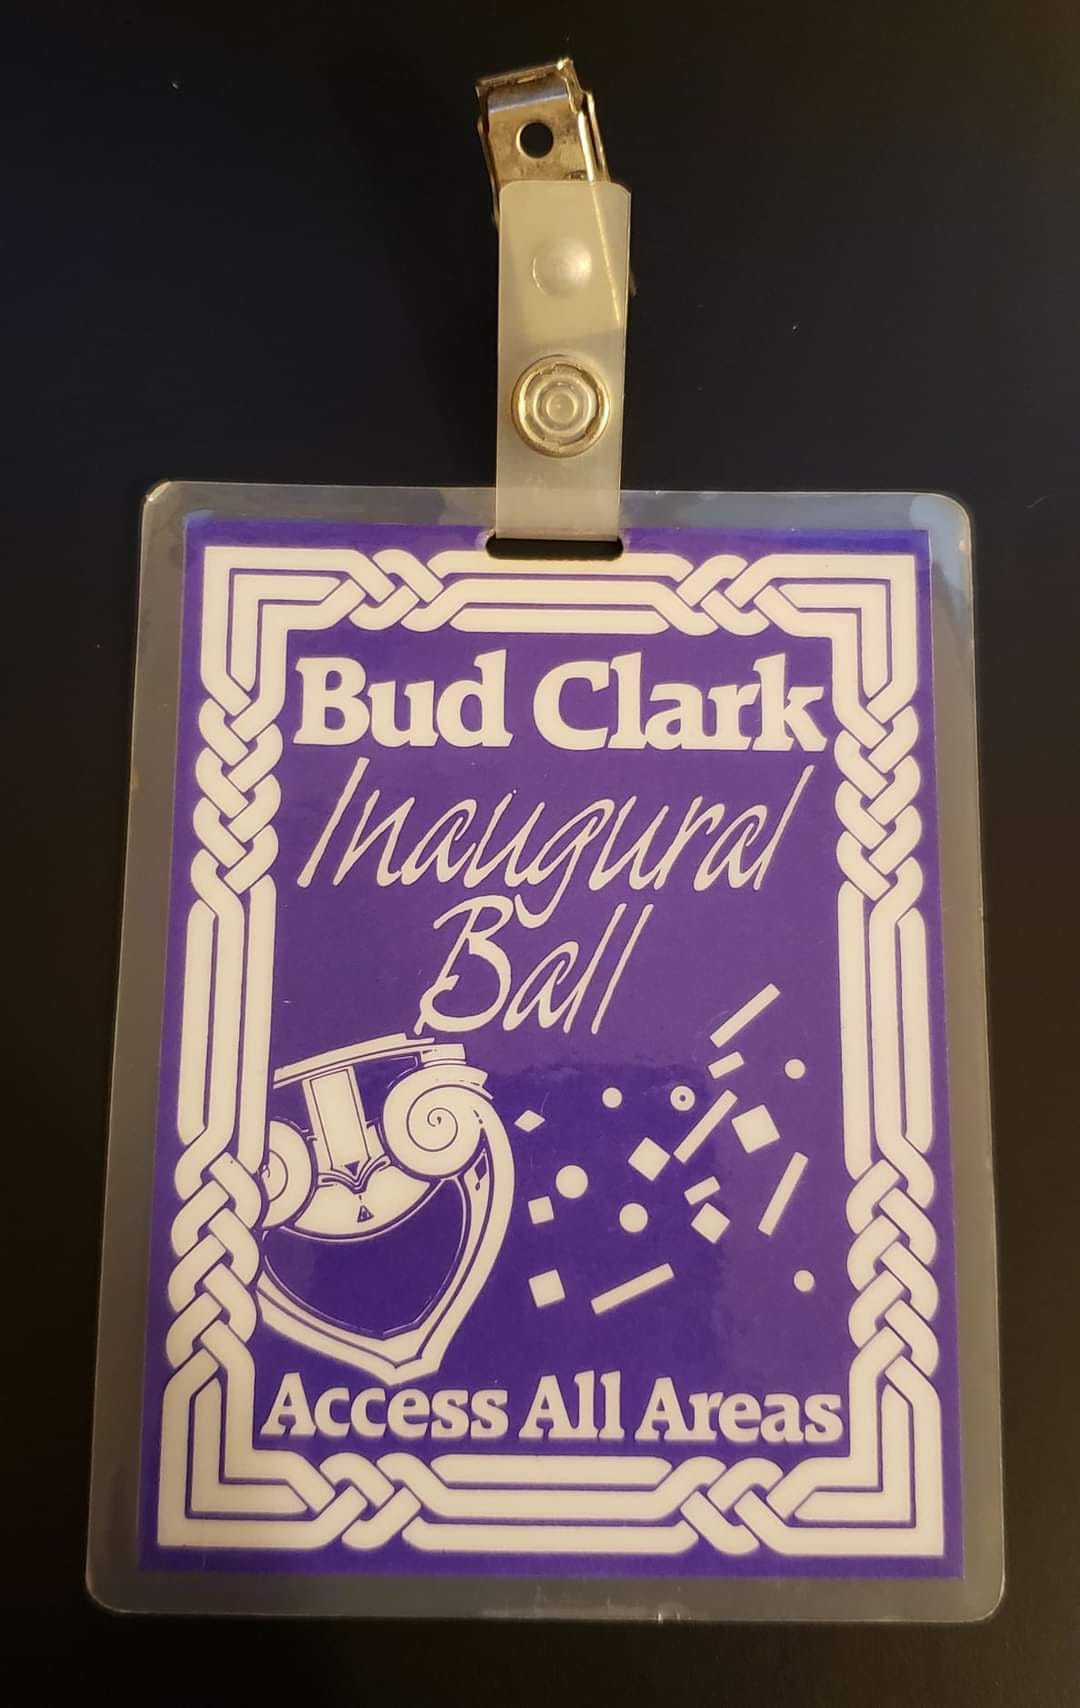 Bud Clark
Inaugural
Ball
Access All Areas